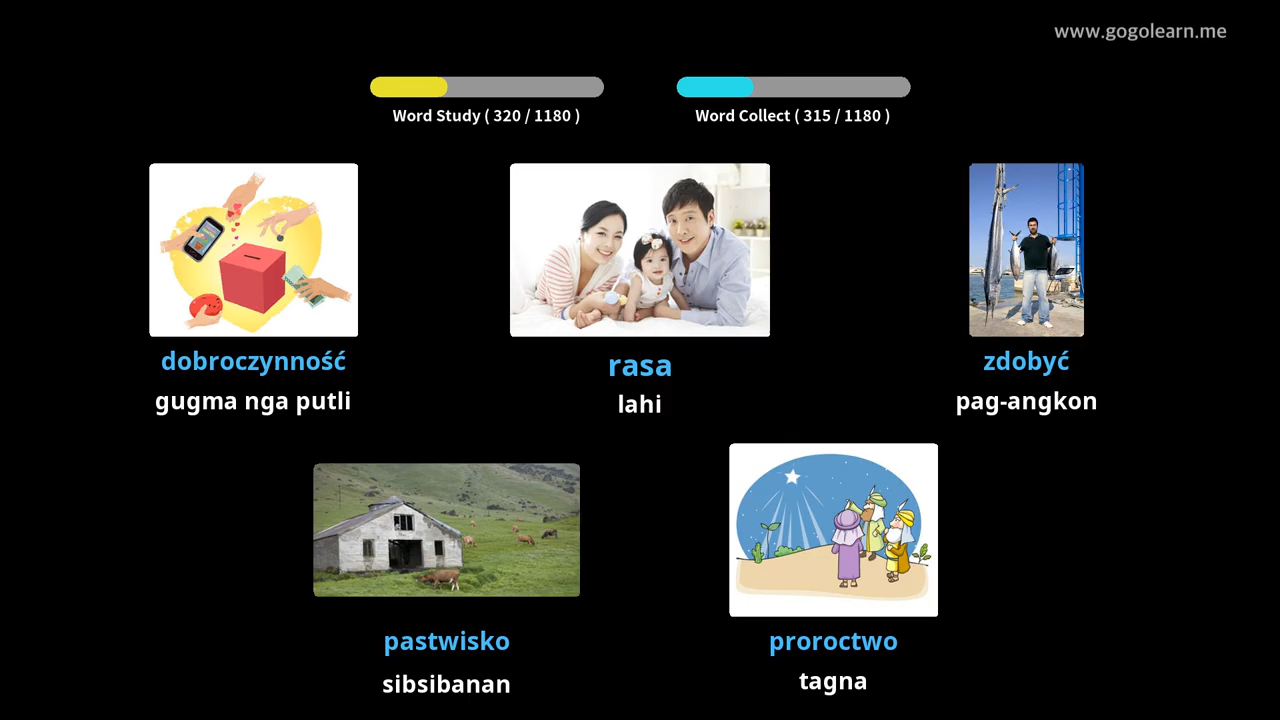 www.gogolearn.me
Word Study ( 320 / 1180 )
Word Collect ( 315 / 1180 )
dobroczynność
gugma nga putli
rasa
lahi
zdobyć
pag-angkon
pastwisko
sibsibanan
proroctwo
tagna